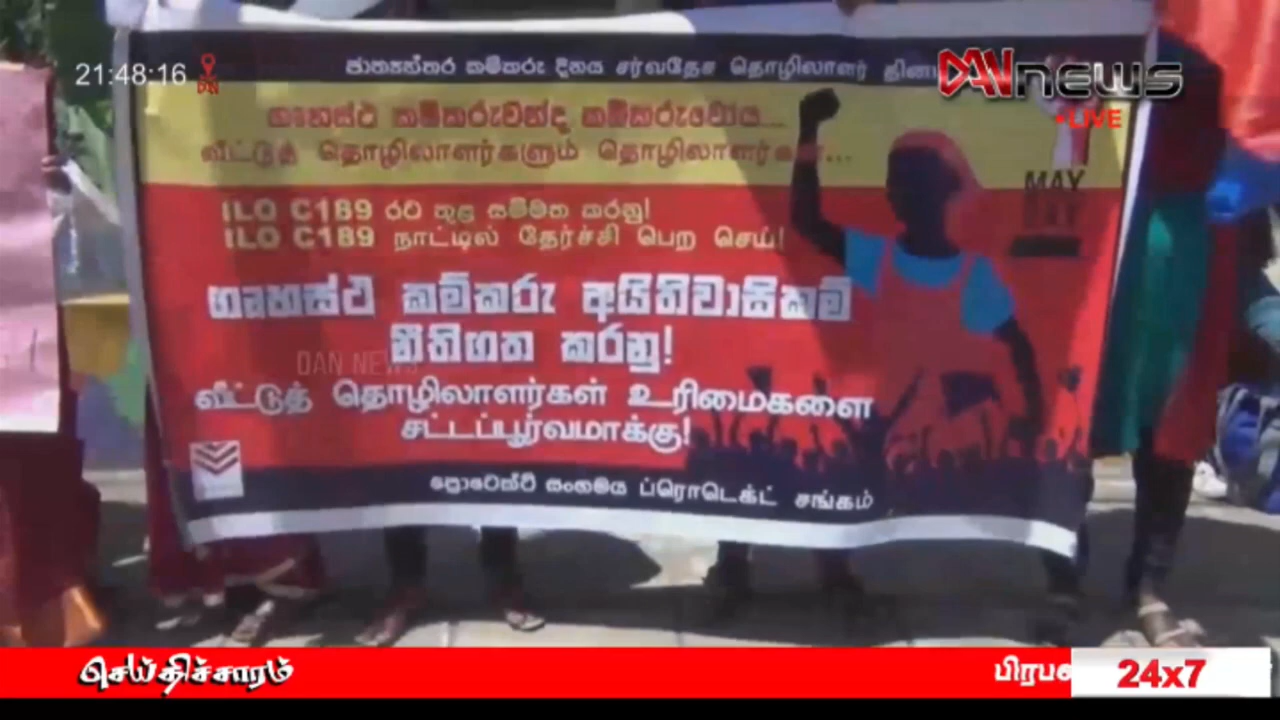 21:48:16
DAN news
LIVE
ජාත්‍යන්තර කම්කරු දිනය சர்வதேச தொழிலாளர்
ගෘහස්ථ කම්කරුවන්ද කම්කරුවෝය...
வீட்டுத் தொழிலாளர்களும் தொழிலாளர்களே...
ILO C189 රට තුළ සම්මත කරනු!
ILO C189 நாட்டில் தேர்ச்சி பெற செய்!
MAY
DAY
ගෘහස්ථ කම්කරු අයිතිවාසිකම්
නීතිගත කරනු!
DAN NEWS
வீட்டுத் தொழிலாளர்கள் உரிமைகளை
சட்டப்பூர்வமாக்கு!
ප්‍රොටෙක්ට් සංගමය ப்ரொடெக்ட் சங்கம்
செய்திச்சாரம்
24x7